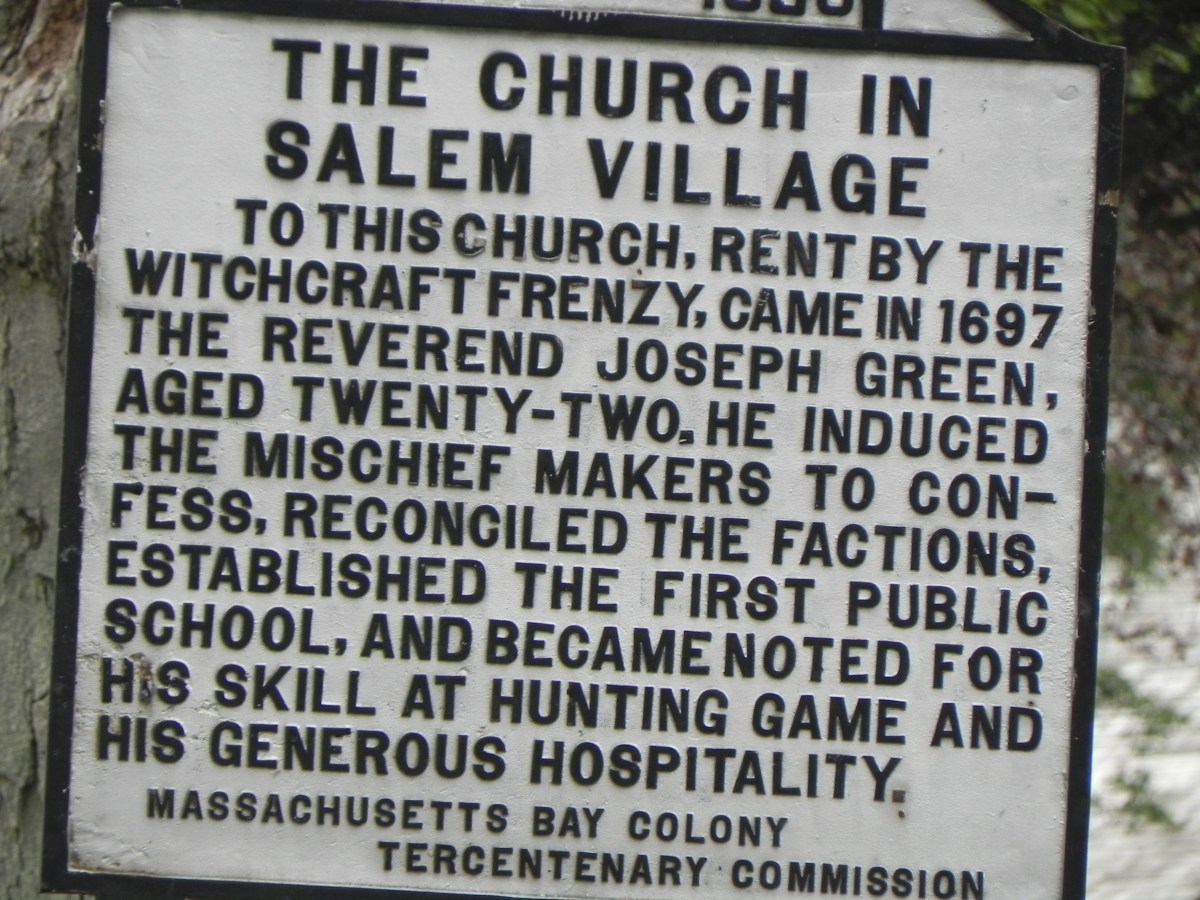 THE CHURCH IN
SALEM VILLAGE
TO THIS CHURCH, RENT BY THE
WITCHCRAFT FRENZY, CAME IN 1697
THE REVEREND JOSEPH GREEN,
AGED TWENTY-TWO. HE INDUCED
THE MISCHIEF MAKERS TO CON-
FESS, RECONCILED THE FACTIONS,
ESTABLISHED THE FIRST PUBLIC
SCHOOL, AND BECAME NOTED FOR
HIS SKILL AT HUNTING GAME AND
HIS GENEROUS HOSPITALITY.
MASSACHUSETTS BAY COLONY
TERCENTENARY COMMISSION